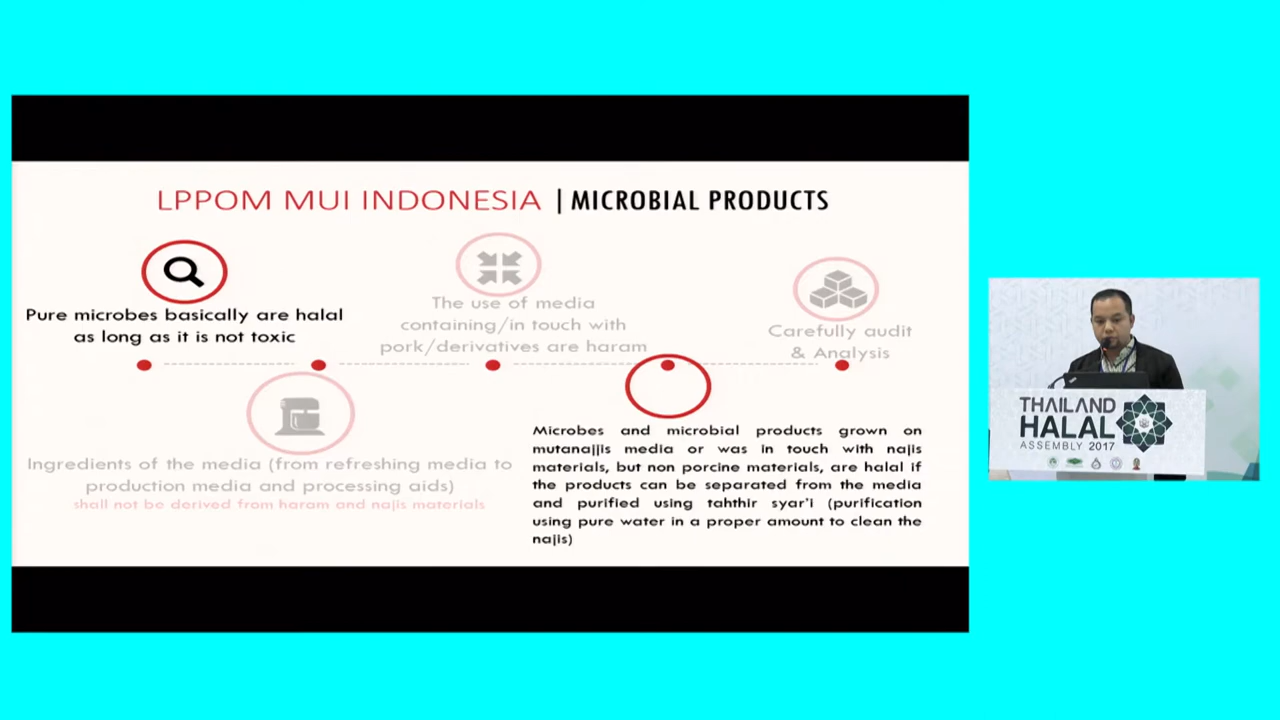 LPPOM MUI INDONESIA | MICROBIAL PRODUCTS
Pure microbes basically are halal
as long as it is not toxic
The use of media
containing/in touch with
pork/derivatives are haram
Carefully audit
& Analysis
Ingredients of the media (from refreshing media to
production media and processing aids)
shall not be derived from haram and najis materials
Microbes and microbial products grown on
mutanajjis media or was in touch with najis
materials, but non porcine materials, are halal if
the products can be separated from the media
and purified using tahthir syar'i (purification
using pure water in a proper amount to clean the
najis)
THAILAND
HALAL
ASSEMBLY 2017